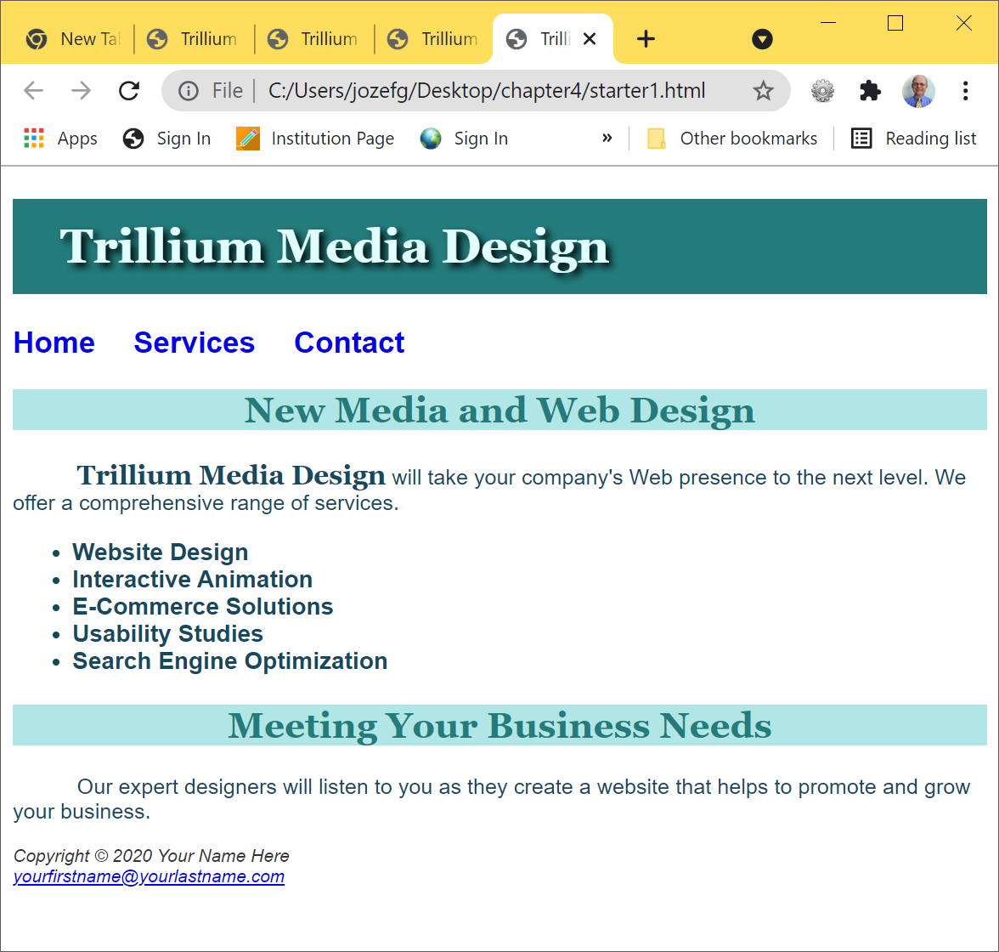 New Tab Trillium Trillium Trillium Trilli
File C:/Users/jozefg/Desktop/chapter4/starter1.html
Apps Sign In Institution Page Sign In » Other bookmarks Reading list
Trillium Media Design
Home Services Contact
New Media and Web Design
Trillium Media Design will take your company's Web presence to the next level. We
offer a comprehensive range of services.
• Website Design
• Interactive Animation
• E-Commerce Solutions
• Usability Studies
• Search Engine Optimization
Meeting Your Business Needs
Our expert designers will listen to you as they create a website that helps to promote and grow
your business.
Copyright © 2020 Your Name Here
yourfirstname@yourlastname.com